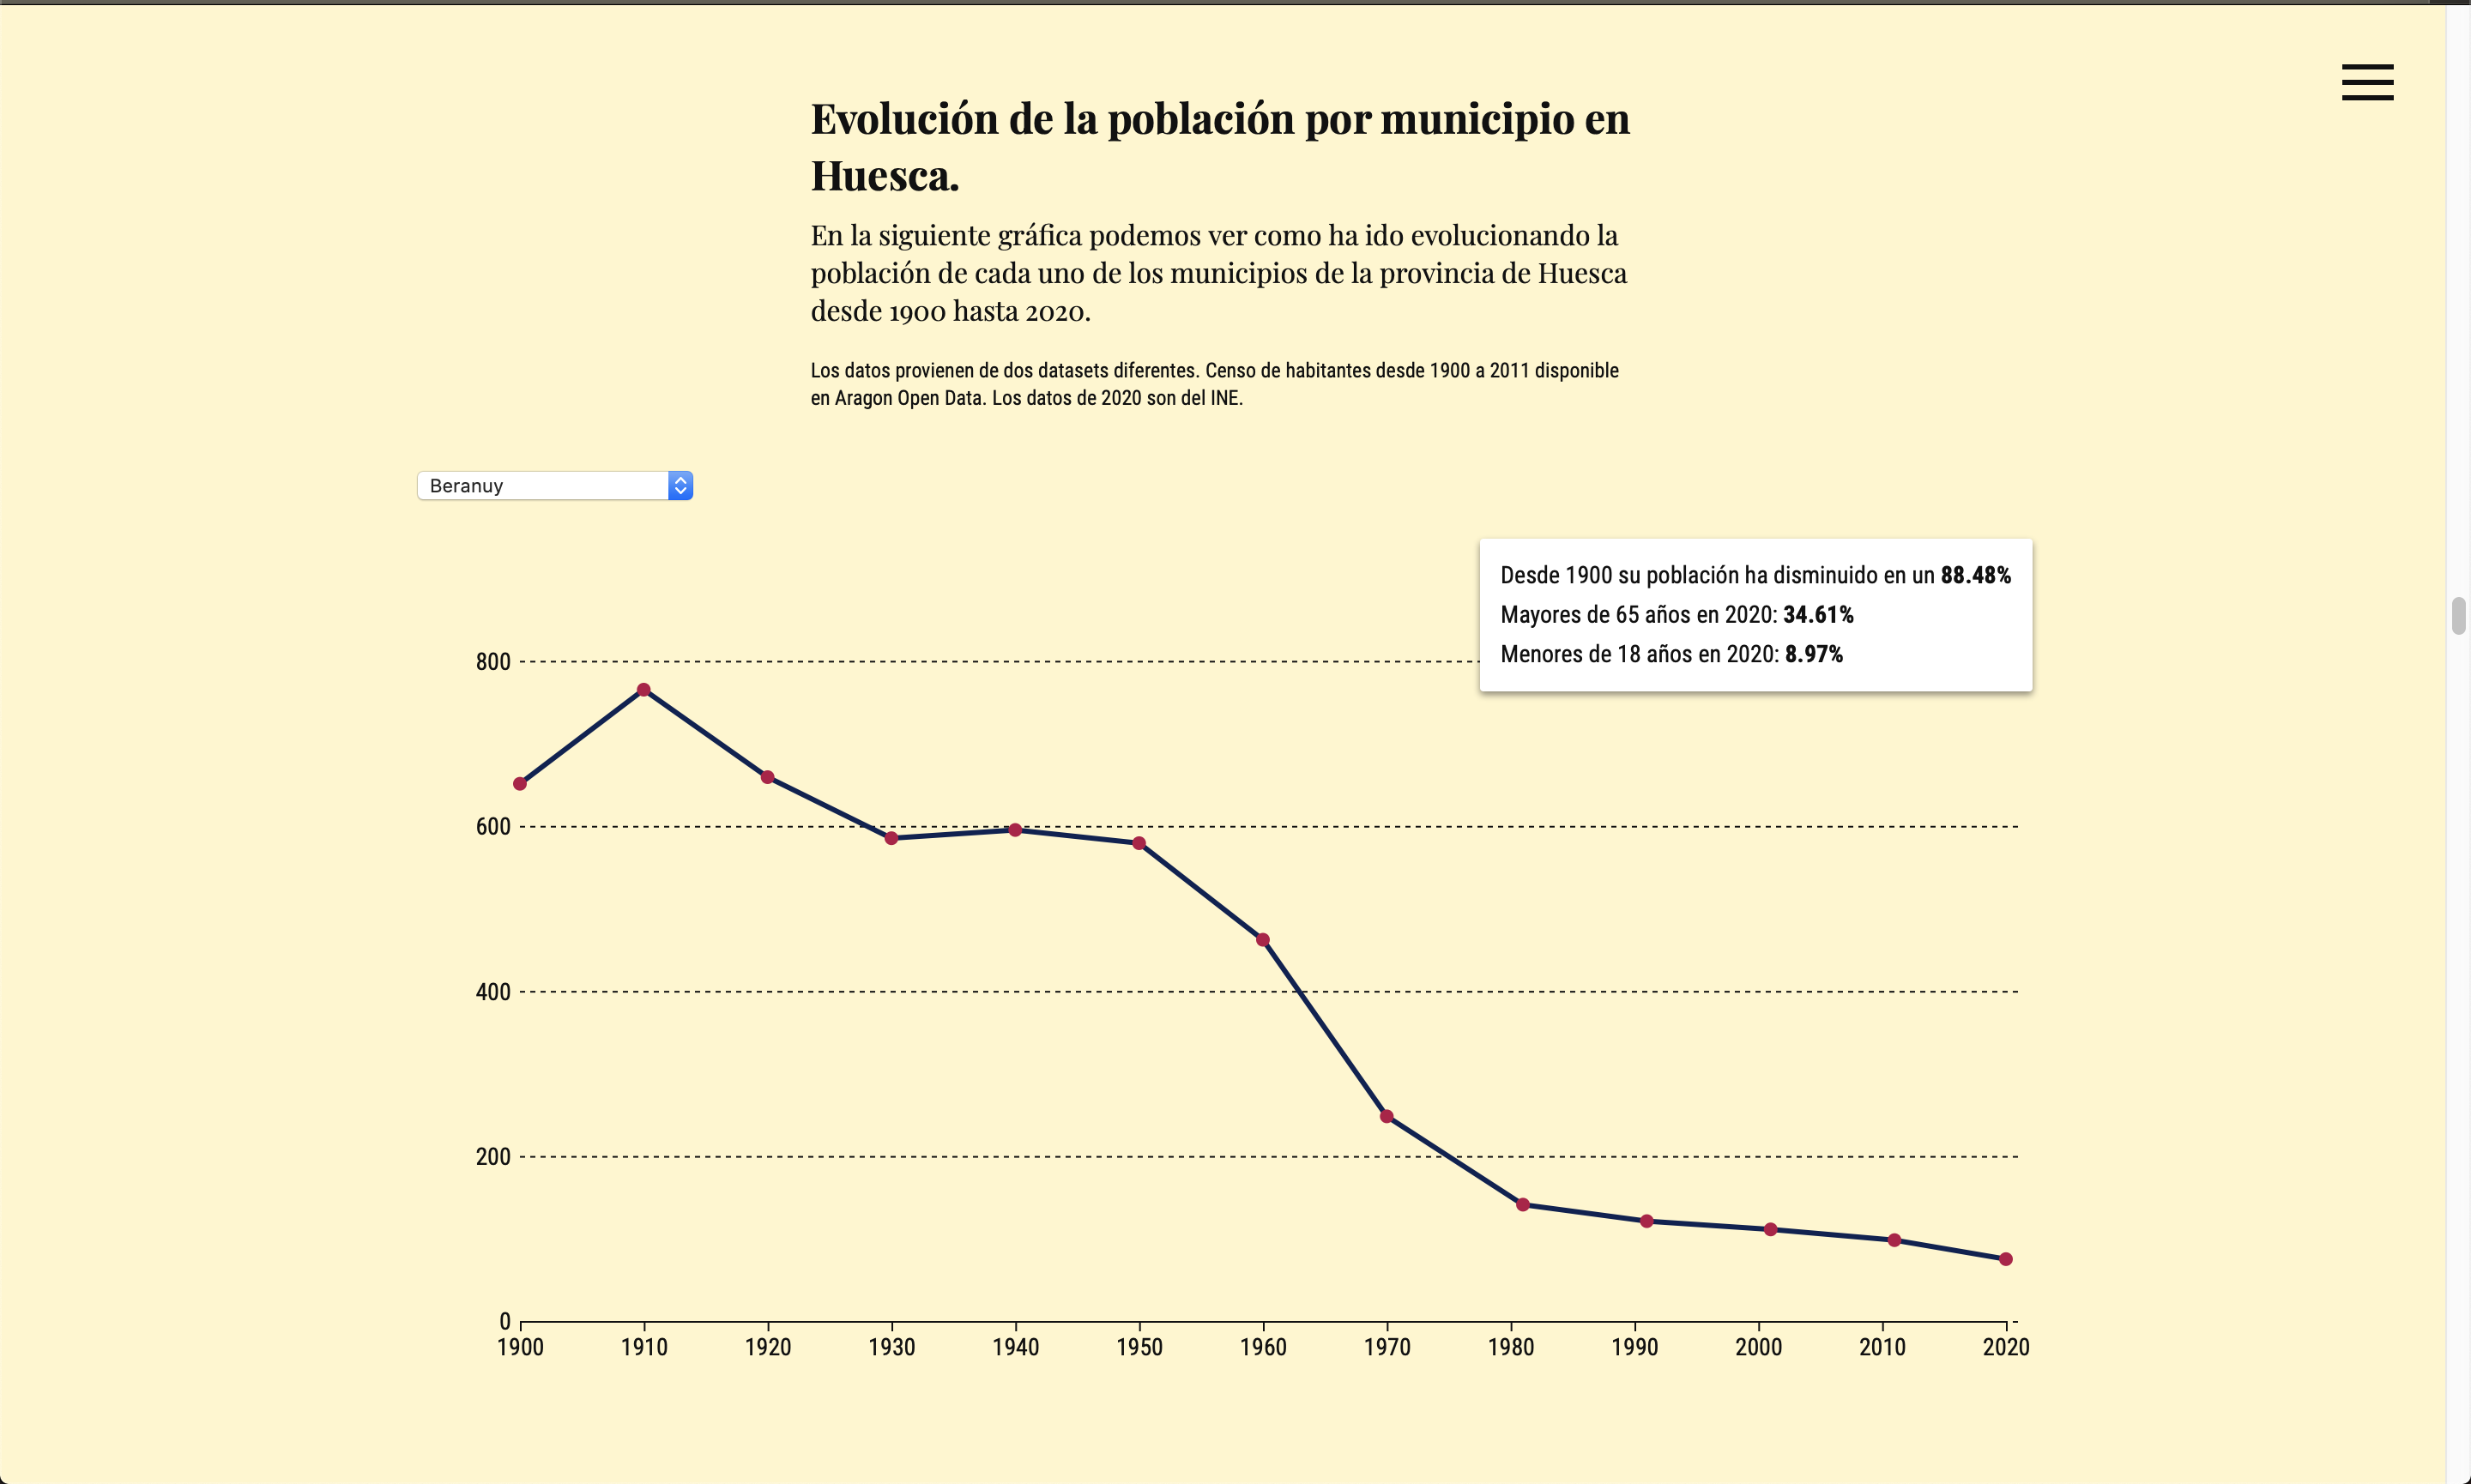 Evolución de la población por municipio en
Huesca.
En la siguiente gráfica podemos ver como ha ido evolucionando la
población de cada uno de los municipios de la provincia de Huesca
desde 1900 hasta 2020.
Los datos provienen de dos datasets diferentes. Censo de habitantes desde 1900 a 2011 disponible
en Aragon Open Data. Los datos de 2020 son del INE.
Beranuy
Desde 1900 su población ha disminuido en un 88.48%
Mayores de 65 años en 2020: 34.61%
Menores de 18 años en 2020: 8.97%
800
600
400
200
0
1900 1910 1920 1930 1940 1950 1960 1970 1980 1990 2000 2010 2020